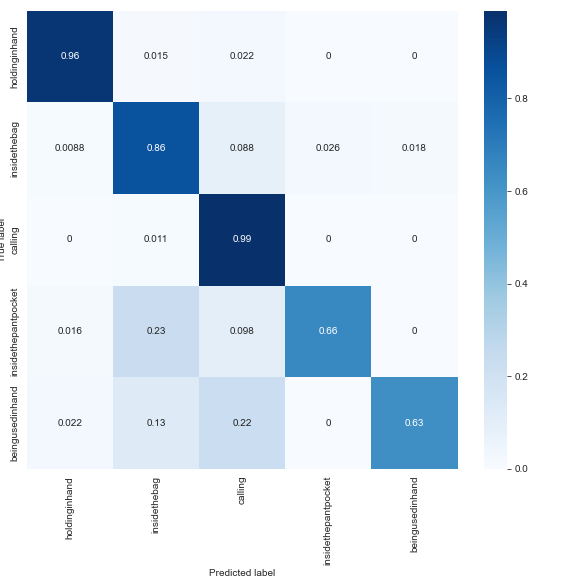 holdinginhand 0.96 0.015 0.022 0 0
insidethebag 0.0088 0.86 0.088 0.026 0.018
calling 0 0.011 0.99 0 0
insidethepantpocket 0.016 0.23 0.098 0.66 0
beingusedinhand 0.022 0.13 0.22 0 0.63
label
holdinginhand insidethebag calling insidethepantpocket beingusedinhand
Predicted label
0.8
0.6
0.4
0.2
0.0